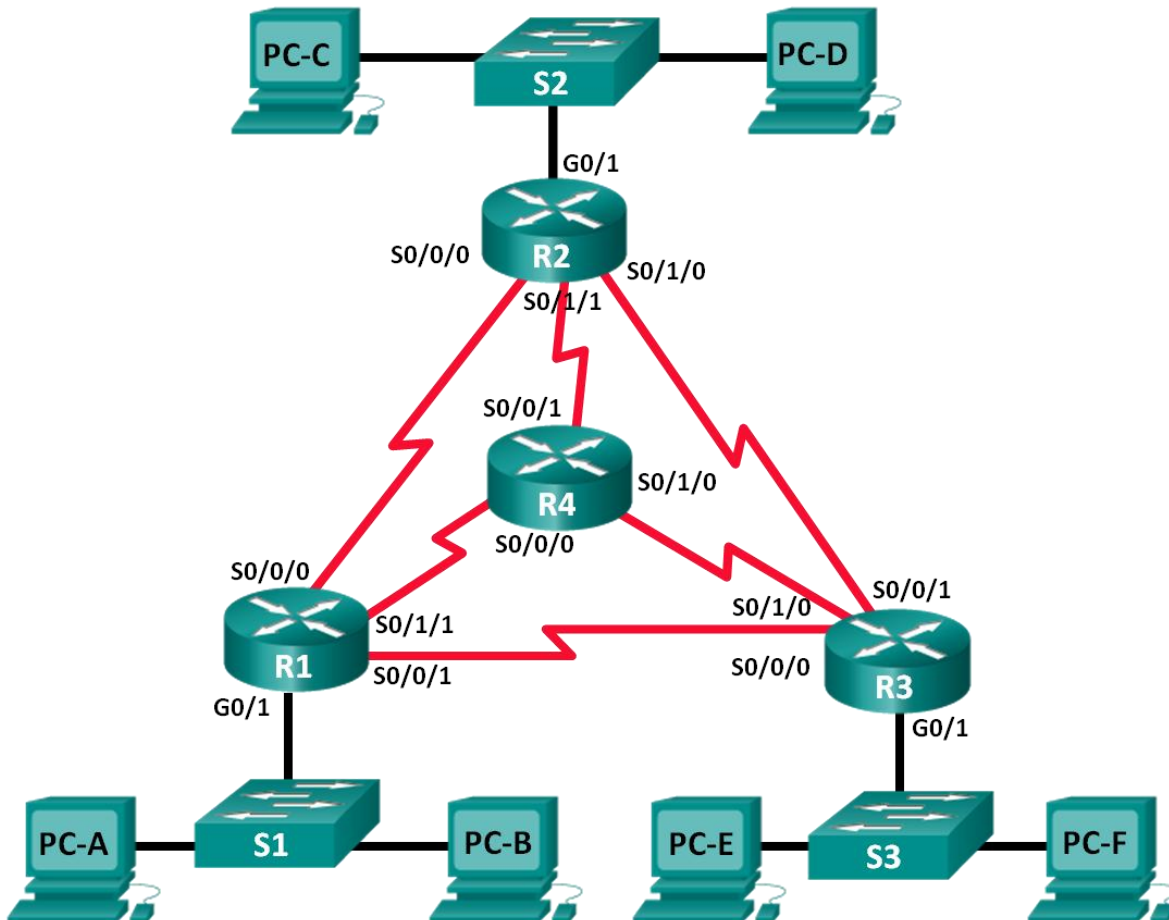 PC-C
S2
PC-D
G0/1
R2
S0/0/0
S0/1/0
S0/1/1
S0/0/1
R4
S0/1/0
S0/0/0
S0/0/0
S0/1/1
R1
S0/0/1
G0/1
S0/0/1
S0/1/0
S0/0/0
R3
G0/1
PC-A
S1
PC-B
PC-E
S3
PC-F